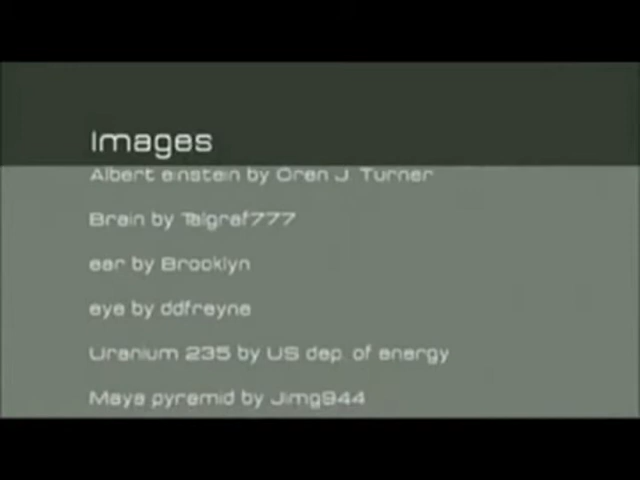 Images
Albert einstein by Oren J. Turner
Brain by Talgraf777
ear by Brooklyn
eye by ddfreyne
Uranium 235 by US dep. of energy
Maya pyramid by Jimg944